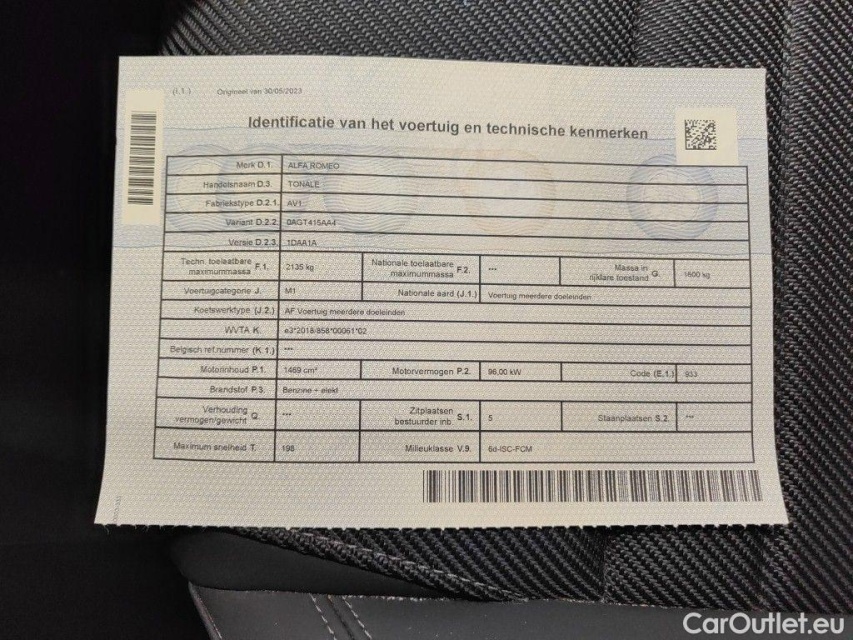 (I.1.) Origineel van 30/05/2023
Identificatie van het voertuig en technische kenmerken
Merk D.1. ALFA ROMEO
Handelsnaam D.3. TONALE
Fabriekstype D.2.1. AV1
Variant D.2.2. 0AGT415AA4
Versie D.2.3. 1DAA1A
Techn. toelaatbare maximummassa F.1. 2135 kg Nationale toelaatbare maximummassa F.2. --- Massa in rijklare toestand G. 1600 kg
Voertuigcategorie J. M1 Nationale aard (J.1.) Voertuig meerdere doeleinden
Koetswerktype (J.2.) AF Voertuig meerdere doeleinden
WVTA K. e3*2018/858*00061*02
Belgisch ref.nummer (K.1.) ---
Motorinhoud P.1. 1469 cm³ Motorvermogen P.2. 96,00 kW Code (E.1.) 933
Brandstof P.3. Benzine + elekt
Verhouding vermogen/gewicht Q. --- Zitplaatsen bestuurder inb. S.1. 5 Staanplaatsen S.2. ---
Maximum snelheid T. 198 Milieuklasse V.9. 6d-ISC-FCM
CarOutlet.eu